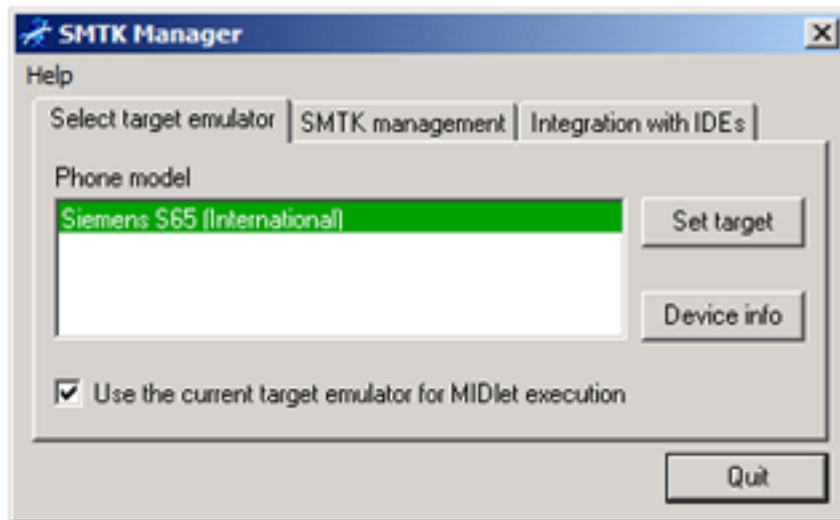 SMTK Manager
Help
Select target emulator
SMTK management
Integration with IDEs
Phone model
Siemens S65 (International)
Set target
Device info
Use the current target emulator for MIDlet execution
Quit